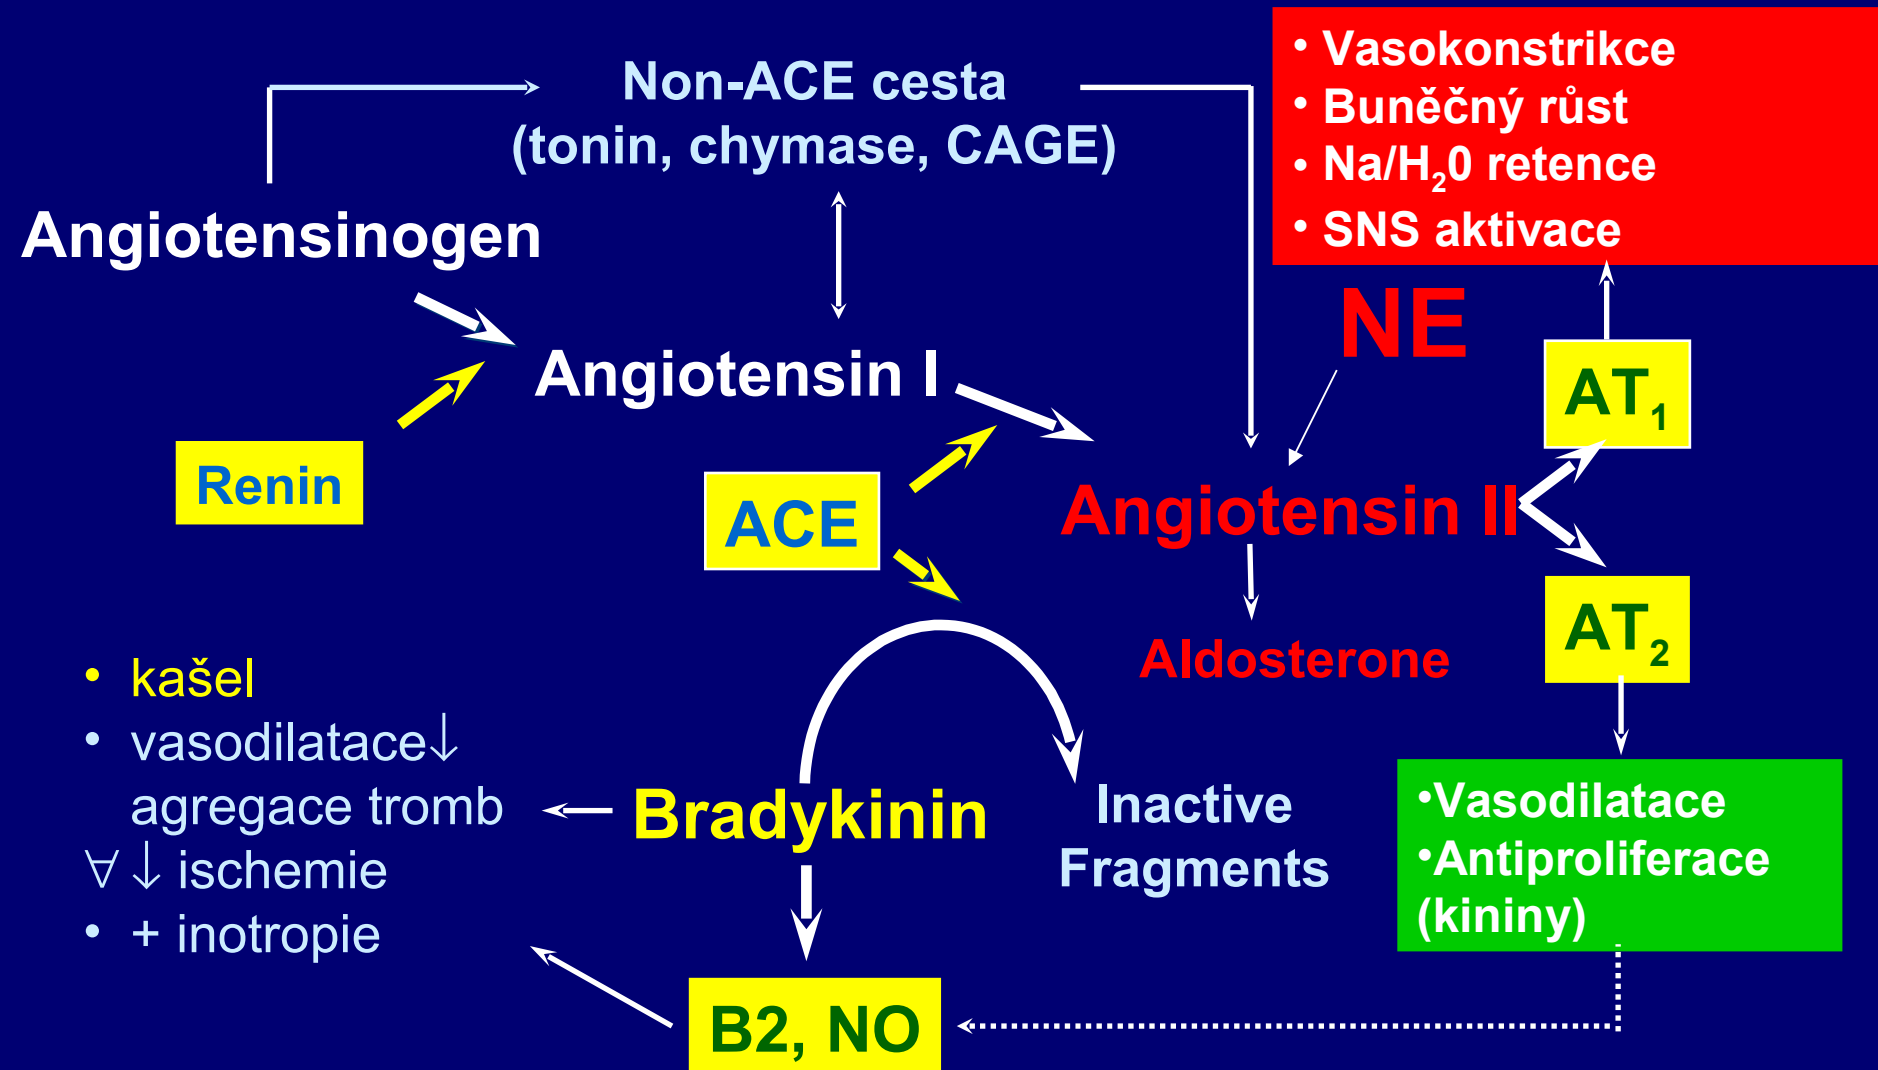 Non-ACE cesta
(tonin, chymase, CAGE)
• Vasokonstrikce
• Buněčný růst
• Na/H₂0 retence
• SNS aktivace
Angiotensinogen
NE
Angiotensin I
AT₁
Renin
ACE
Angiotensin II
AT₂
Aldosterone
• kašel
• vasodilatace↓
agregace tromb
∀ ↓ ischemie
• + inotropie
Bradykinin
Inactive
Fragments
•Vasodilatace
•Antiproliferace
(kininy)
B2, NO